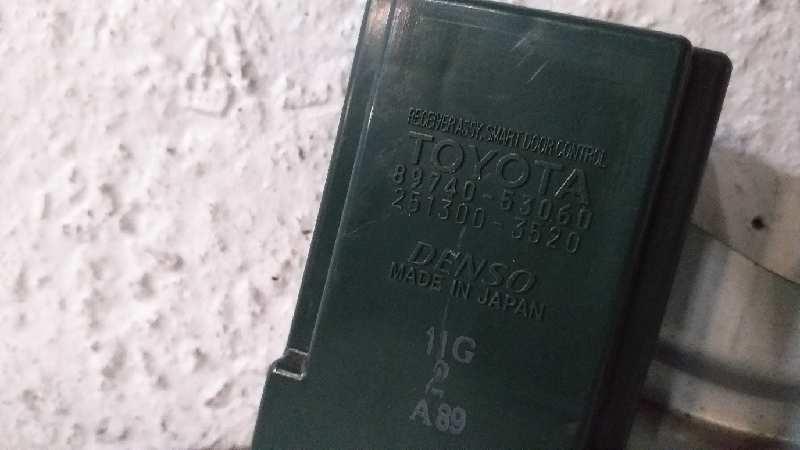 RECEIVER ASSY, SMART DOOR CONTROL
TOYOTA
89740-53060
251300-3520
DENSO
MADE IN JAPAN
11G
2
A89